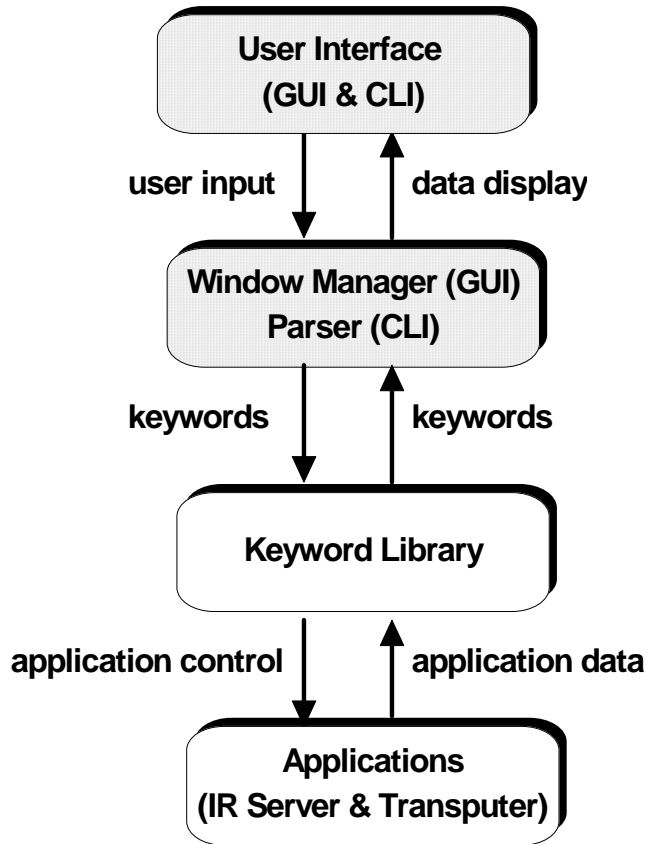 User Interface
(GUI & CLI)
user input
data display
Window Manager (GUI)
Parser (CLI)
keywords
keywords
Keyword Library
application control
application data
Applications
(IR Server & Transputer)